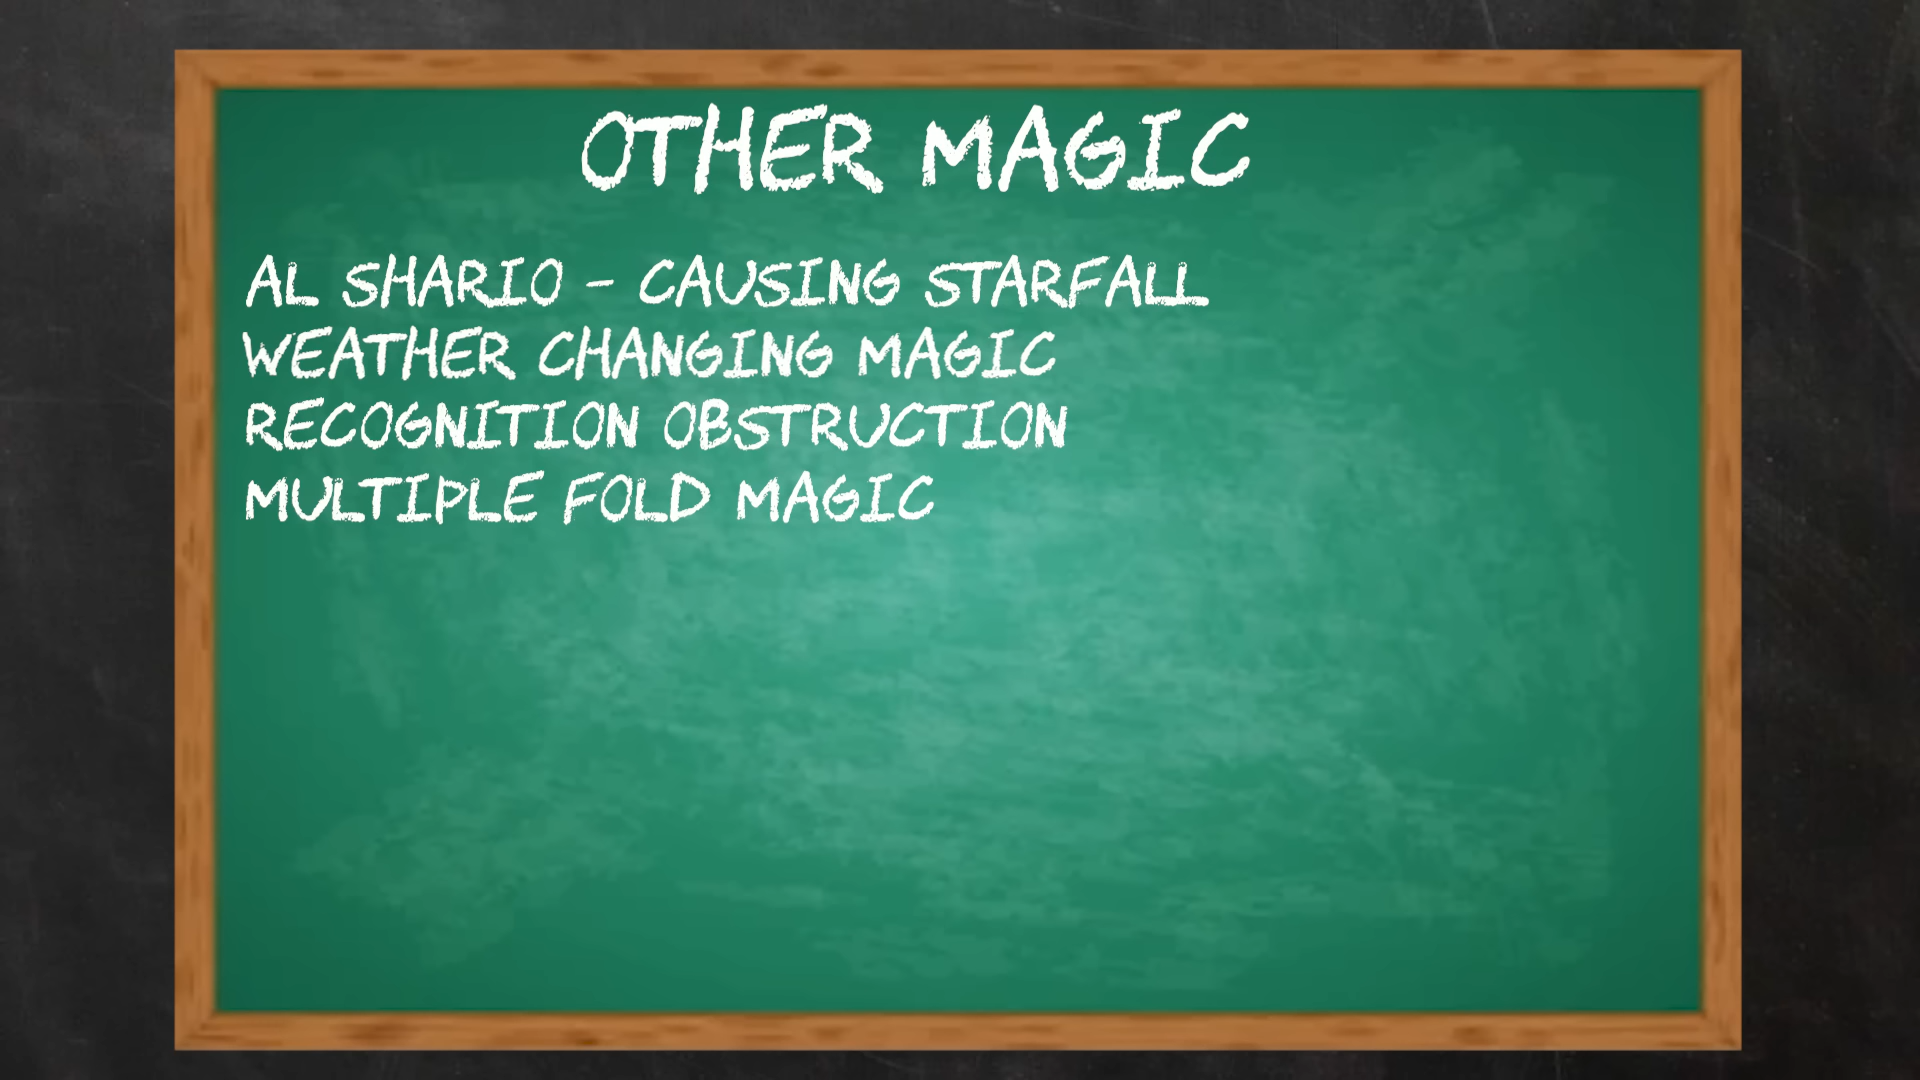 OTHER MAGIC
AL SHARIO - CAUSING STARFALL
WEATHER CHANGING MAGIC
RECOGNITION OBSTRUCTION
MULTIPLE FOLD MAGIC